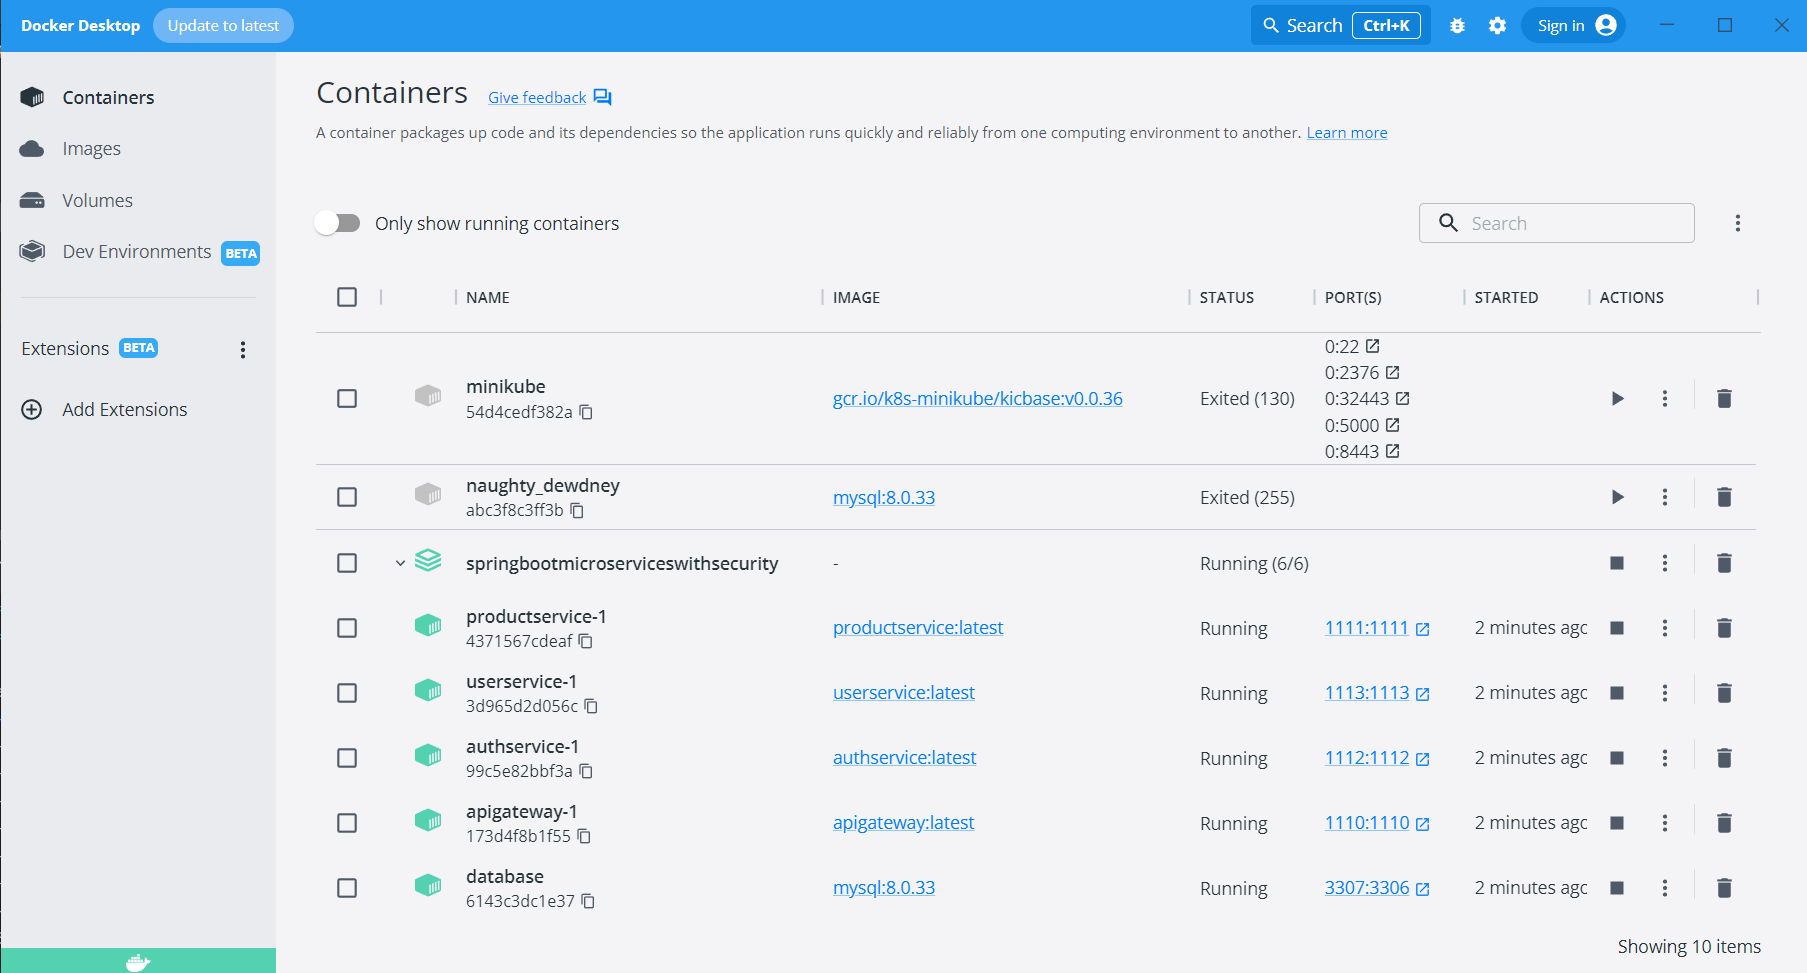 Docker Desktop Update to latest Search Ctrl+K Sign in
Containers
Images
Volumes
Dev Environments BETA
Extensions BETA
Add Extensions
Containers Give feedback
A container packages up code and its dependencies so the application runs quickly and reliably from one computing environment to another. Learn more
Only show running containers Search
NAME IMAGE STATUS PORT(S) STARTED ACTIONS
0:22
0:2376
minikube gcr.io/k8s-minikube/kicbase:v0.0.36 Exited (130) 0:32443
54d4cedf382a 0:5000
0:8443
naughty_dewdney mysql:8.0.33 Exited (255)
abc3f8c3ff3b
springbootmicroserviceswithsecurity - Running (6/6)
productservice-1 productservice:latest Running 1111:1111 2 minutes agc
4371567cdeaf
userservice-1 userservice:latest Running 1113:1113 2 minutes agc
3d965d2d056c
authservice-1 authservice:latest Running 1112:1112 2 minutes agc
99c5e82bbf3a
apigateway-1 apigateway:latest Running 1110:1110 2 minutes agc
173d4f8b1f55
database mysql:8.0.33 Running 3307:3306 2 minutes agc
6143c3dc1e37
Showing 10 items